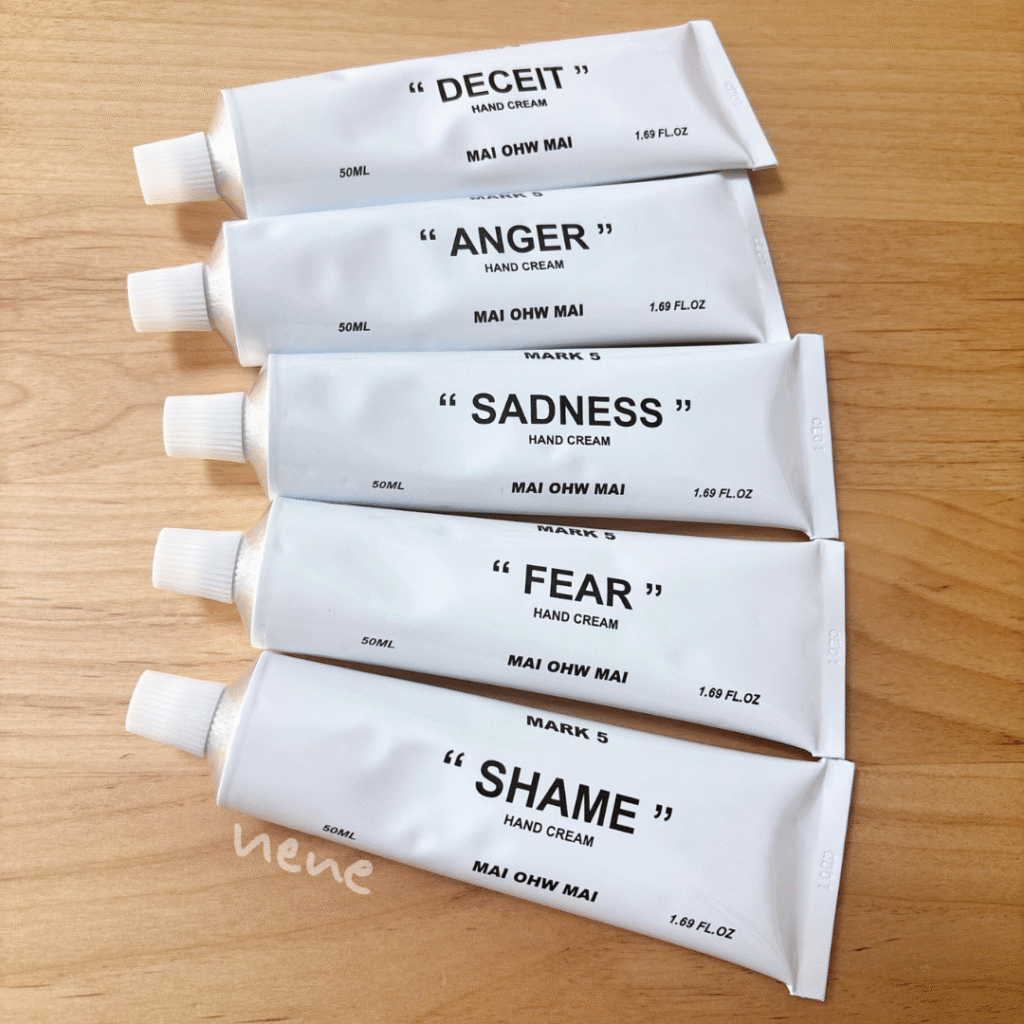 “ DECEIT ”
HAND CREAM
MAI OHW MAI
50ML
1.69 FL.OZ
MARK 5
“ ANGER ”
HAND CREAM
MAI OHW MAI
50ML
1.69 FL.OZ
MARK 5
“ SADNESS ”
HAND CREAM
MAI OHW MAI
50ML
1.69 FL.OZ
MARK 5
“ FEAR ”
HAND CREAM
MAI OHW MAI
50ML
1.69 FL.OZ
MARK 5
“ SHAME ”
HAND CREAM
MAI OHW MAI
50ML
1.69 FL.OZ
nene